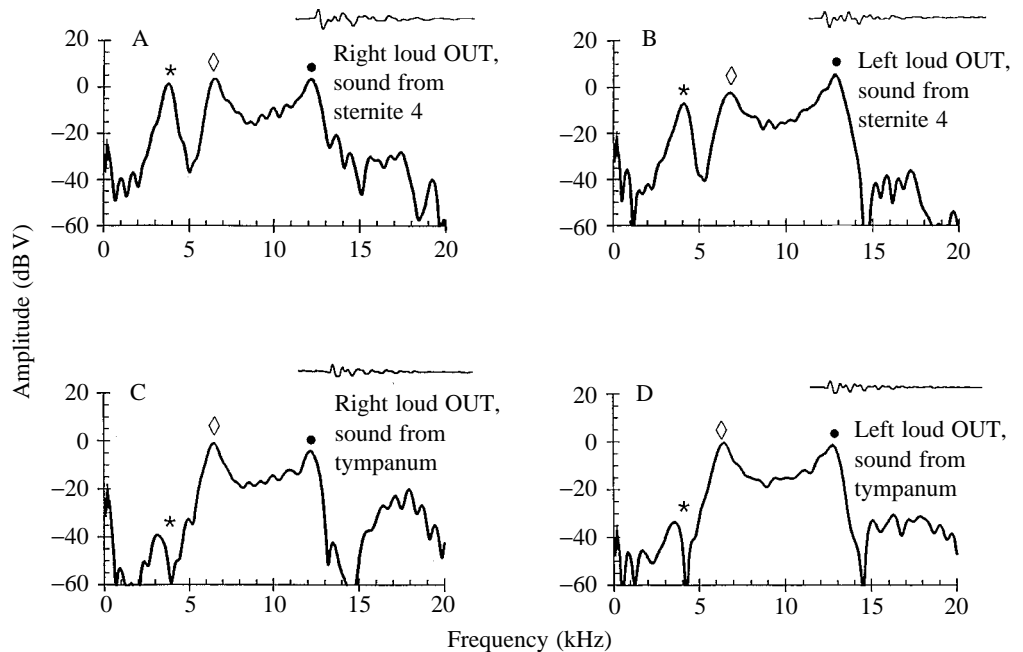 A
Right loud OUT,
sound from
sternite 4
*
◊
●
20
0
−20
−40
−60
0
5
10
15
20
B
Left loud OUT,
sound from
sternite 4
*
◊
●
20
0
−20
−40
−60
0
5
10
15
20
Amplitude (dB V)
C
Right loud OUT,
sound from
tympanum
*
◊
●
20
0
−20
−40
−60
0
5
10
15
20
D
Left loud OUT,
sound from
tympanum
*
◊
●
20
0
−20
−40
−60
0
5
10
15
20
Frequency (kHz)